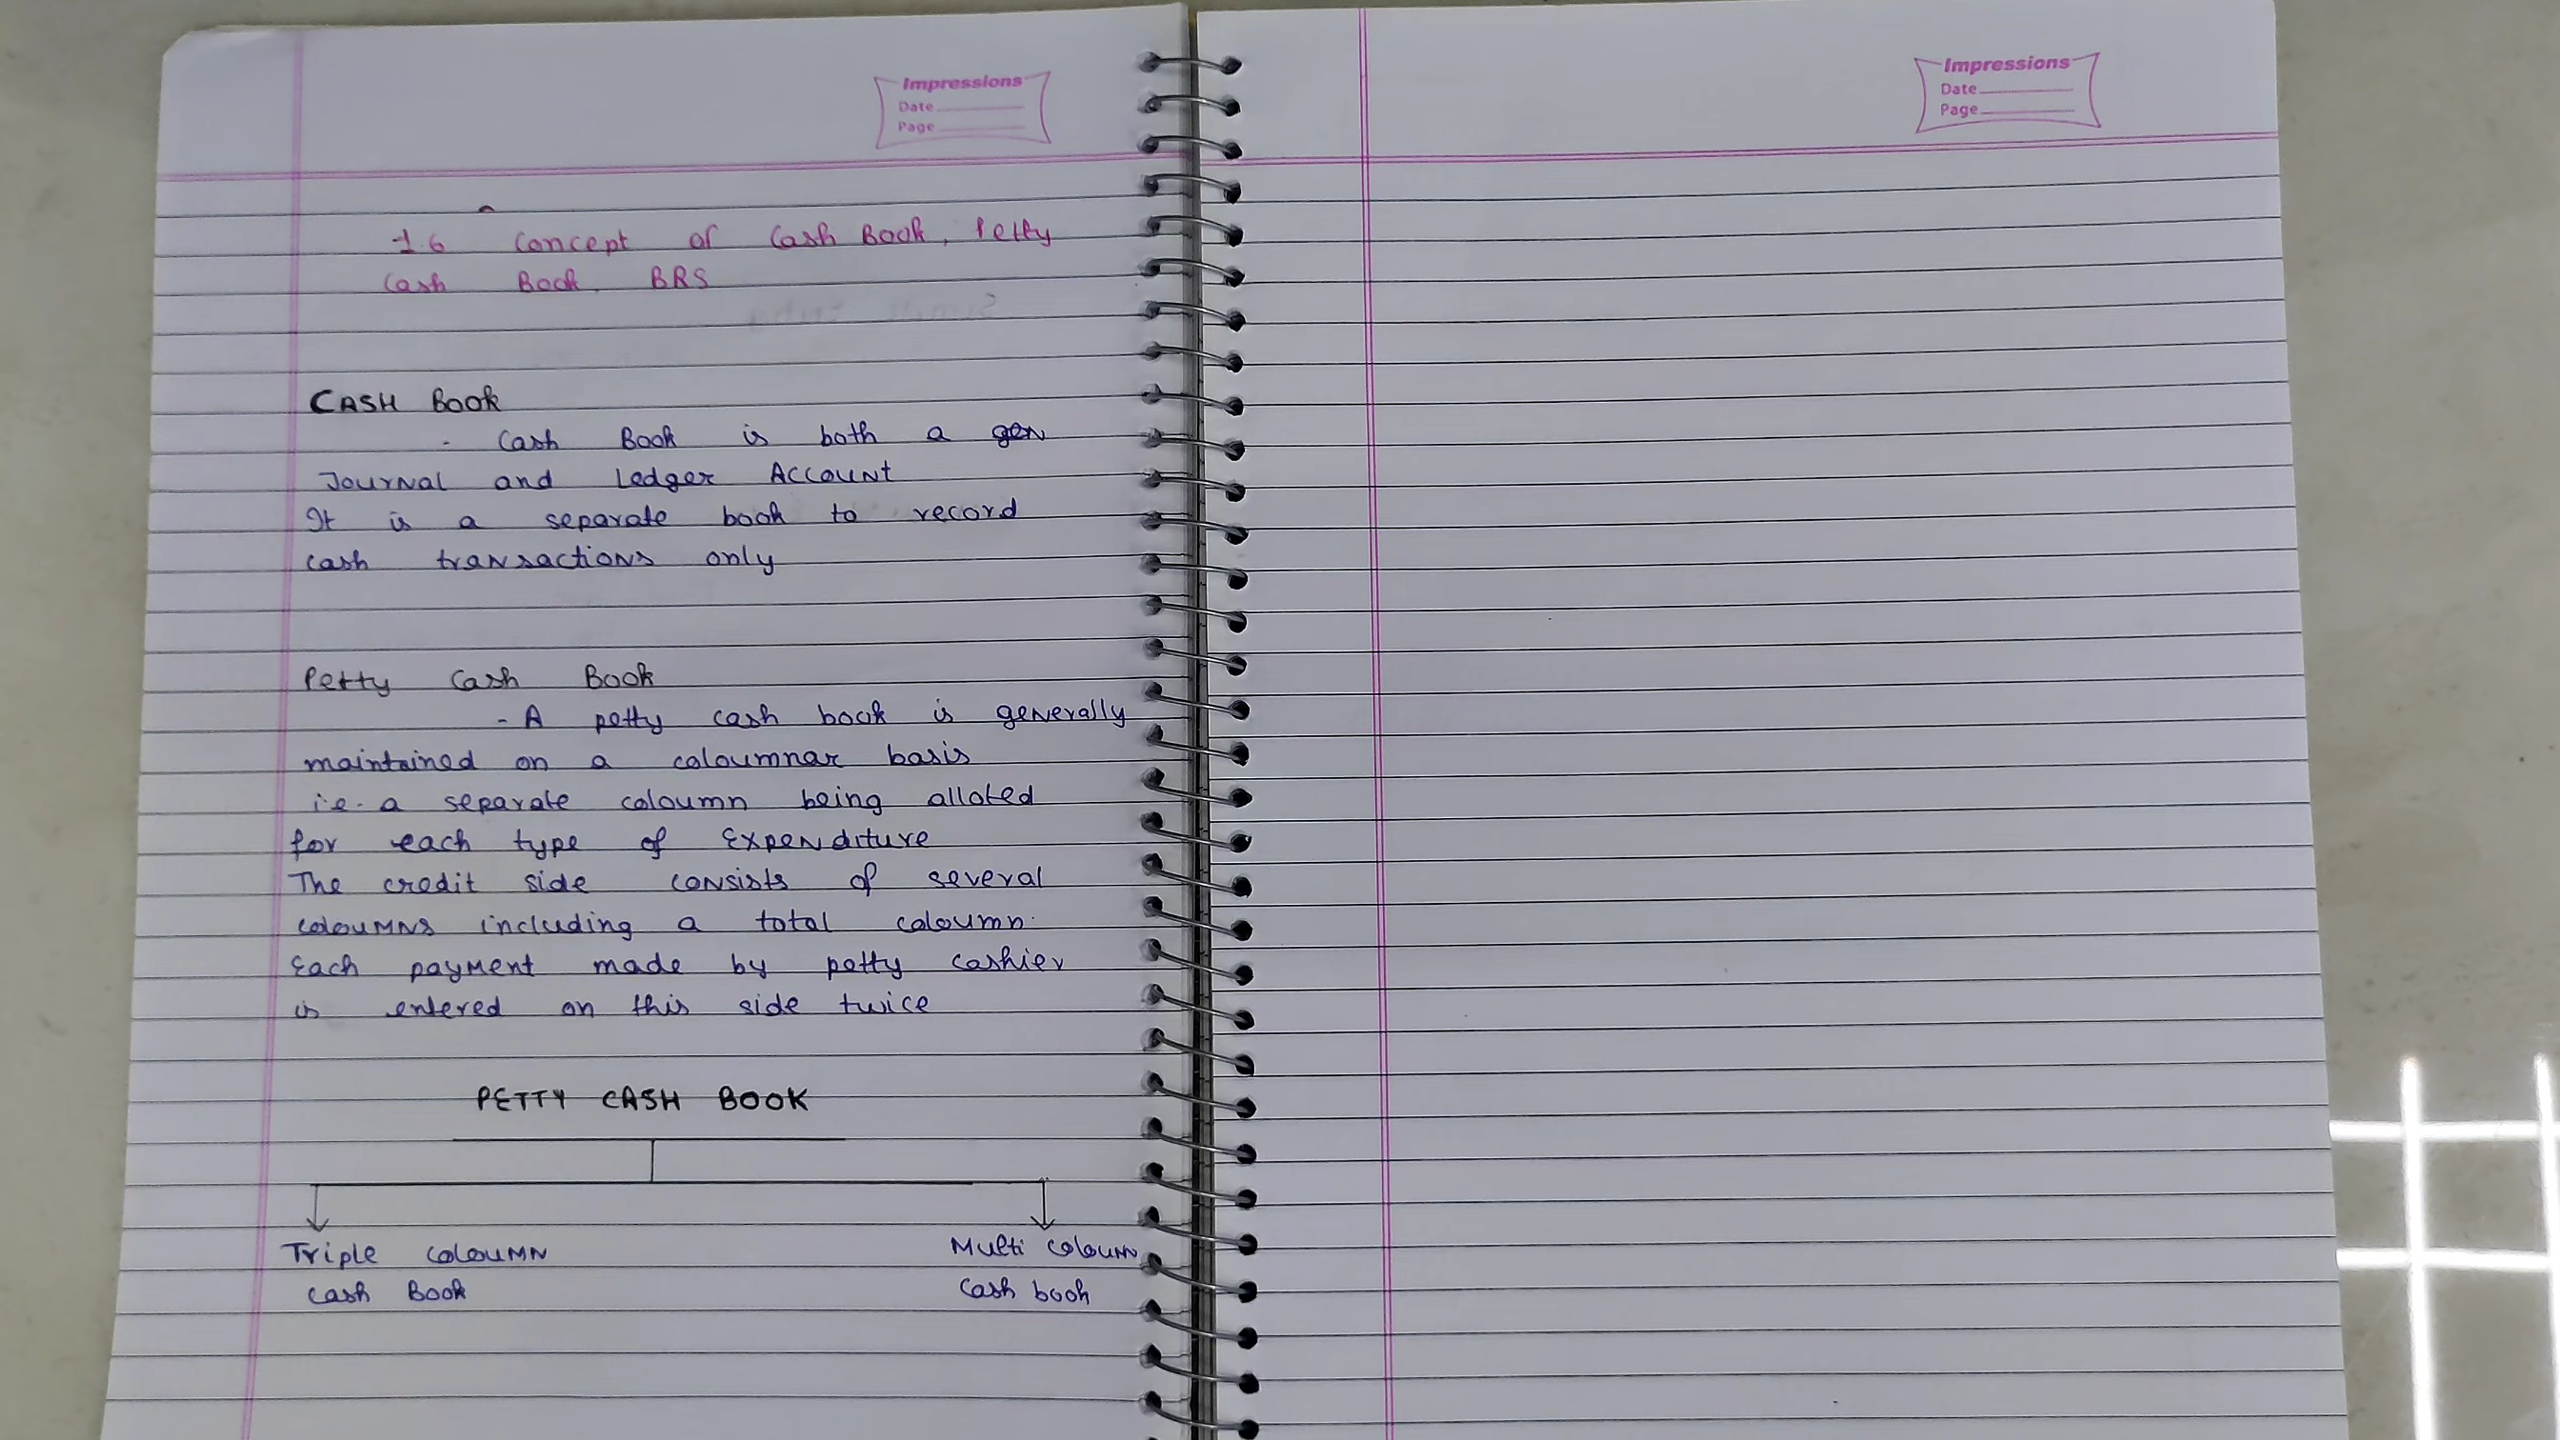 Impressions
Date
Page
1.6 Concept of Cash Book, Petty
Cash Book, BRS
CASH Book
- Cash Book is both a gen
Journal and Ledger Account
It is a separate book to record
cash transactions only
Petty Cash Book
- A petty cash book is generally
maintained on a coloumnar basis
i.e. a separate coloumn being alloted
for each type of Expenditure
The credit side consists of several
coloumns including a total coloumn.
Each payment made by petty cashier
is entered on this side twice
PETTY CASH BOOK
Triple coloumn
cash Book
Multi coloumn
Cash book
Impressions
Date
Page